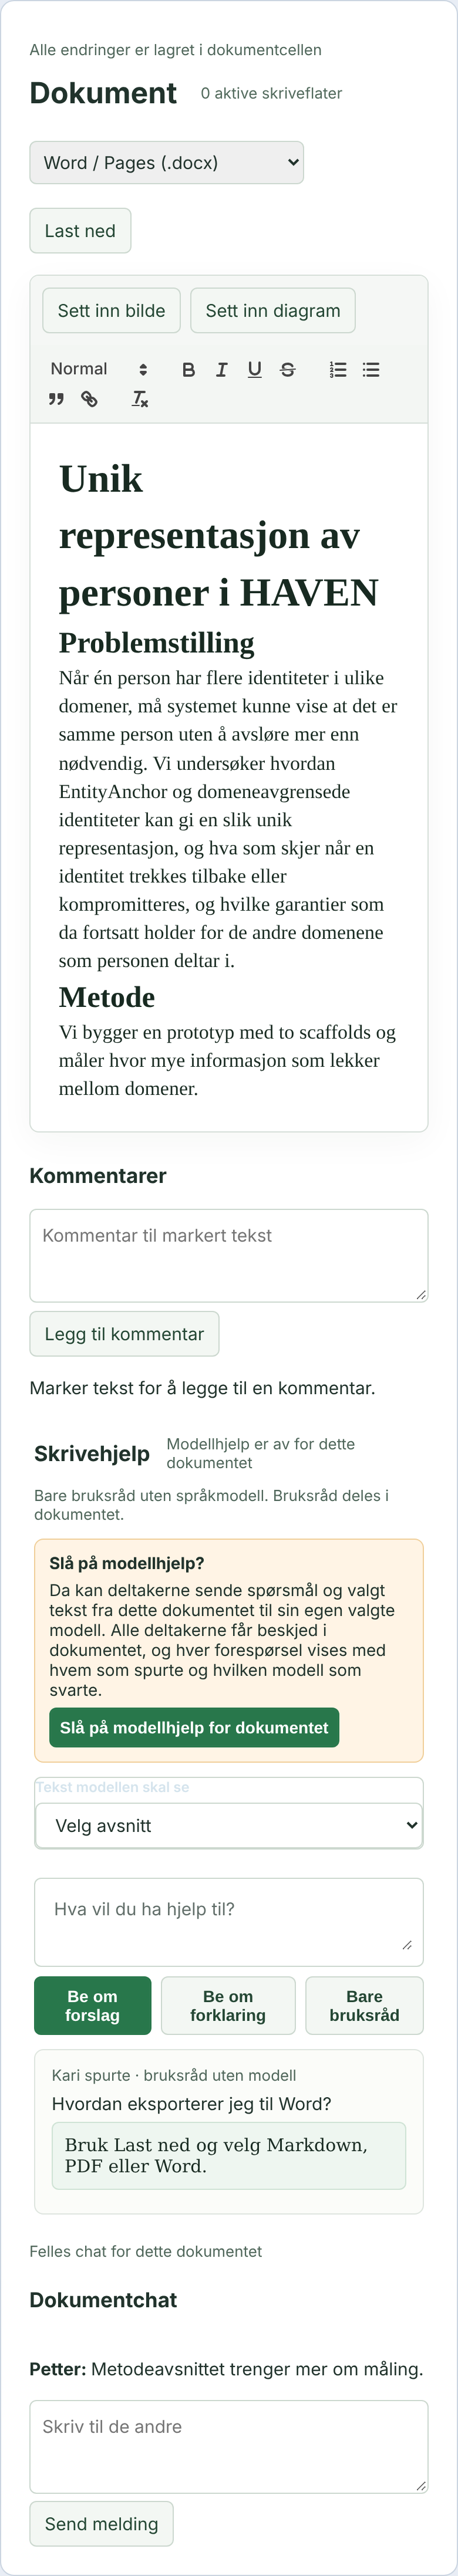 Alle endringer er lagret i dokumentcellen
Dokument 0 aktive skriveflater
Word / Pages (.docx)
Last ned
Sett inn bilde Sett inn diagram
Normal B I U S
Unik
representasjon av
personer i HAVEN
Problemstilling
Når én person har flere identiteter i ulike
domener, må systemet kunne vise at det er
samme person uten å avsløre mer enn
nødvendig. Vi undersøker hvordan
EntityAnchor og domeneavgrensede
identiteter kan gi en slik unik
representasjon, og hva som skjer når en
identitet trekkes tilbake eller
kompromitteres, og hvilke garantier som
da fortsatt holder for de andre domenene
som personen deltar i.
Metode
Vi bygger en prototyp med to scaffolds og
måler hvor mye informasjon som lekker
mellom domener.
Kommentarer
Kommentar til markert tekst
Legg til kommentar
Marker tekst for å legge til en kommentar.
Skrivehjelp Modellhjelp er av for dette
dokumentet
Bare bruksråd uten språkmodell. Bruksråd deles i
dokumentet.
Slå på modellhjelp?
Da kan deltakerne sende spørsmål og valgt
tekst fra dette dokumentet til sin egen valgte
modell. Alle deltakerne får beskjed i
dokumentet, og hver forespørsel vises med
hvem som spurte og hvilken modell som
svarte.
Slå på modellhjelp for dokumentet
Tekst modellen skal se
Velg avsnitt
Hva vil du ha hjelp til?
Be om
forslag
Be om
forklaring
Bare
bruksråd
Kari spurte · bruksråd uten modell
Hvordan eksporterer jeg til Word?
Bruk Last ned og velg Markdown,
PDF eller Word.
Felles chat for dette dokumentet
Dokumentchat
Petter: Metodeavsnittet trenger mer om måling.
Skriv til de andre
Send melding